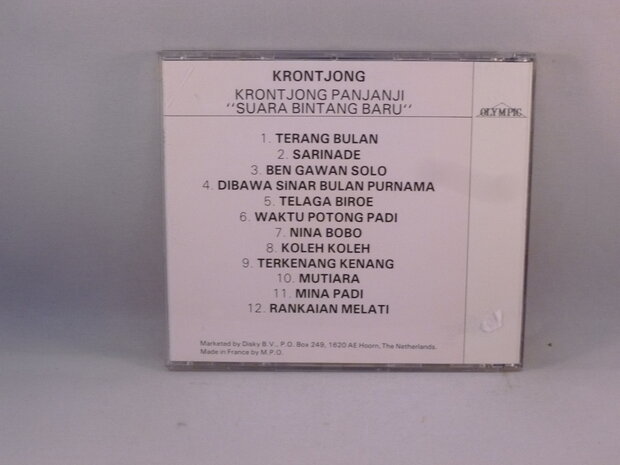 KRONTJONG
KRONTJONG PANJANJI
"SUARA BINTANG BARU"
OLYMPIC
1. TERANG BULAN
2. SARINADE
3. BEN GAWAN SOLO
4. DIBAWA SINAR BULAN PURNAMA
5. TELAGA BIROE
6. WAKTU POTONG PADI
7. NINA BOBO
8. KOLEH KOLEH
9. TERKENANG KENANG
10. MUTIARA
11. MINA PADI
12. RANKAIAN MELATI
Marketed by Disky B.V., P.O. Box 249, 1620 AE Hoorn, The Netherlands.
Made in France by M.P.O.